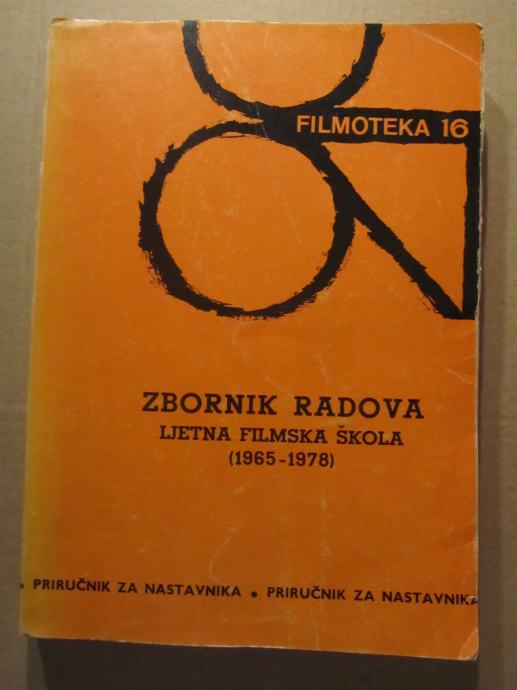 FILMOTEKA 16
ZBORNIK RADOVA
LJETNA FILMSKA ŠKOLA
(1965-1978)
• PRIRUČNIK ZA NASTAVNIKA • PRIRUČNIK ZA NASTAVNIKA